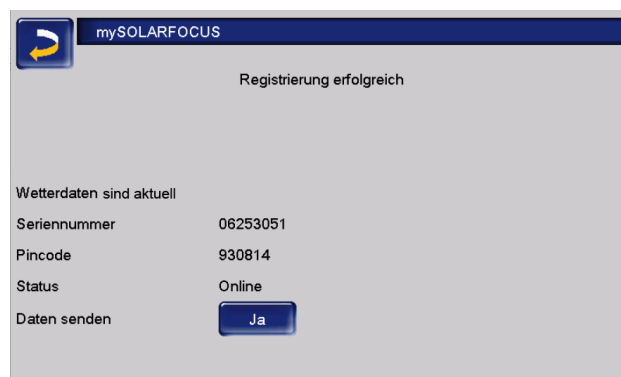 mySOLARFOCUS
Registrierung erfolgreich
Wetterdaten sind aktuell
Seriennummer 06253051
Pincode 930814
Status Online
Daten senden Ja